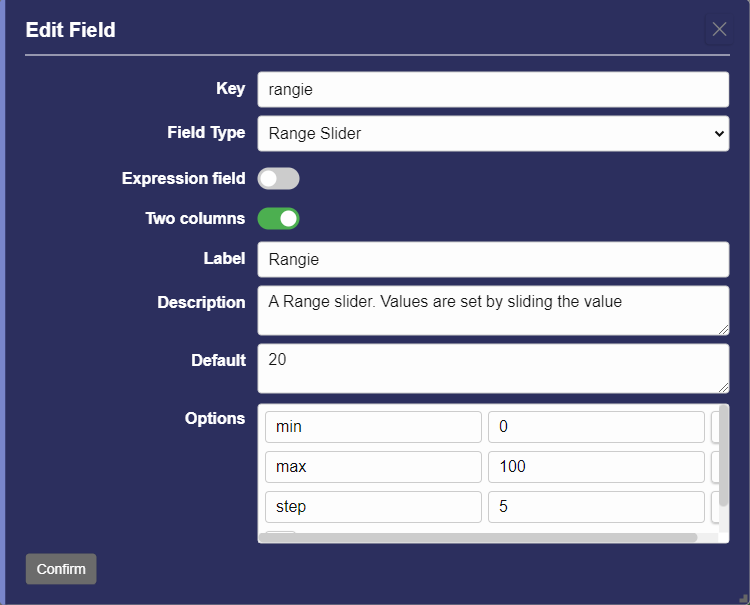 Edit Field
Key rangie
Field Type Range Slider
Expression field
Two columns
Label Rangie
Description A Range slider. Values are set by sliding the value
Default 20
Options min 0
max 100
step 5
Confirm